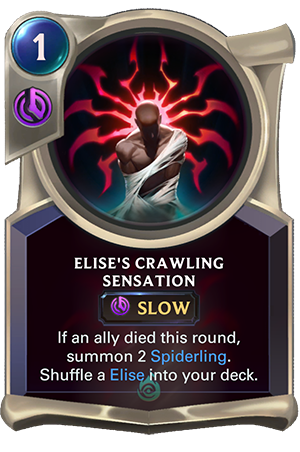 1
ELISE'S CRAWLING
SENSATION
SLOW
If an ally died this round,
summon 2 Spiderling.
Shuffle a Elise into your deck.